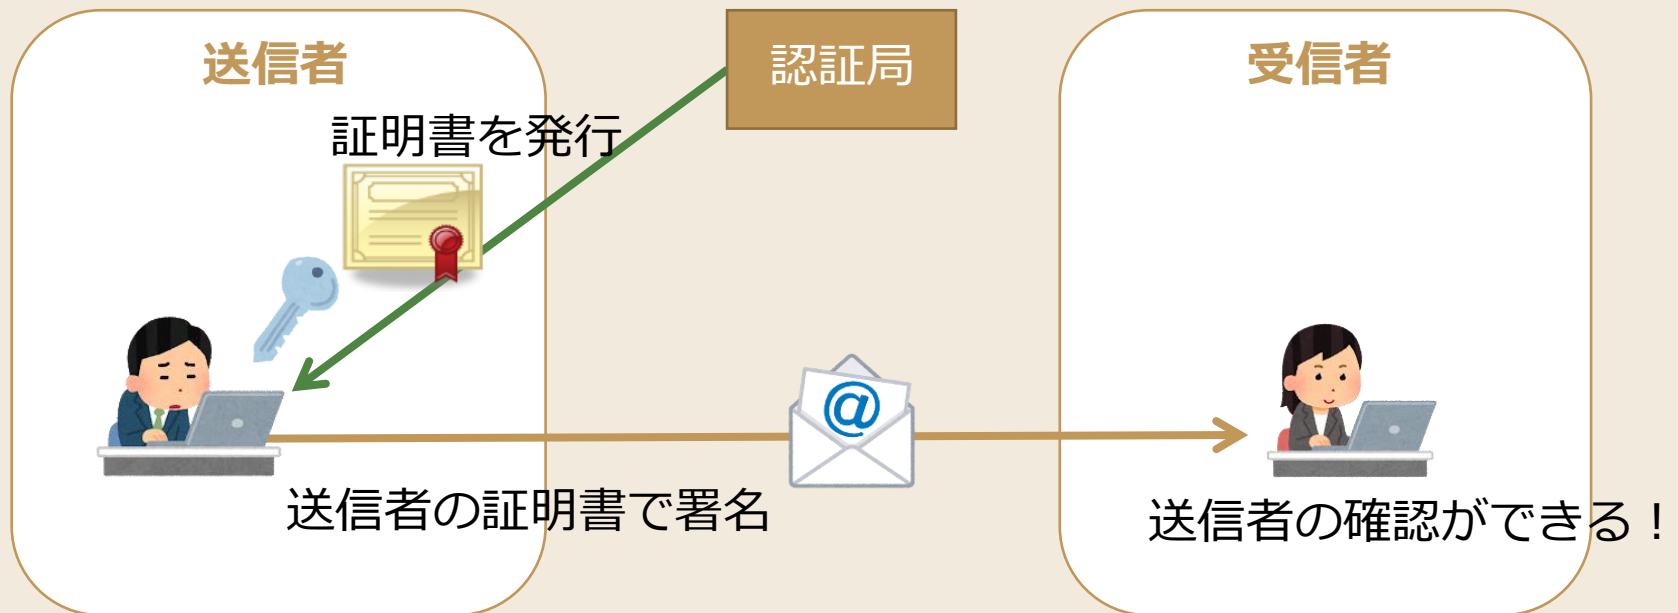 送信者
認証局
受信者
証明書を発行
@
送信者の証明書で署名
送信者の確認ができる！